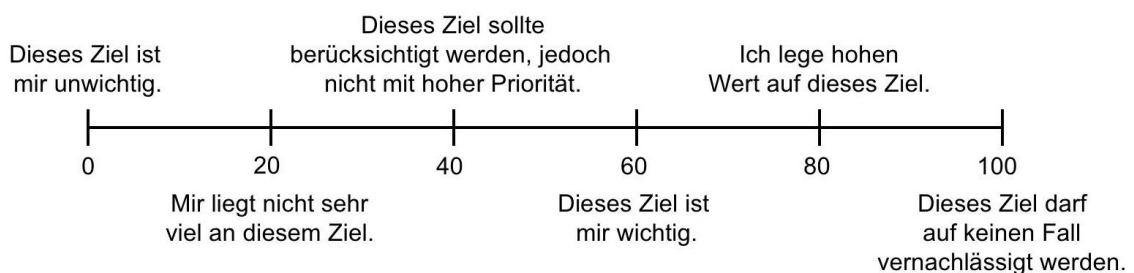 Dieses Ziel ist
mir unwichtig.
Dieses Ziel sollte
berücksichtigt werden, jedoch
nicht mit hoher Priorität.
Ich lege hohen
Wert auf dieses Ziel.
0
20
40
60
80
100
Mir liegt nicht sehr
viel an diesem Ziel.
Dieses Ziel ist
mir wichtig.
Dieses Ziel darf
auf keinen Fall
vernachlässigt werden.